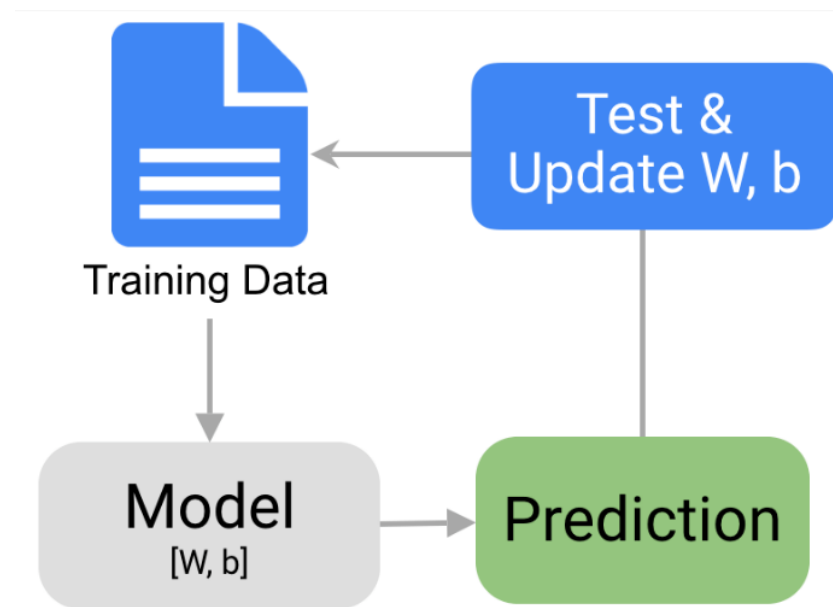 Test &
Update W, b
Training Data
Model
[W, b]
Prediction